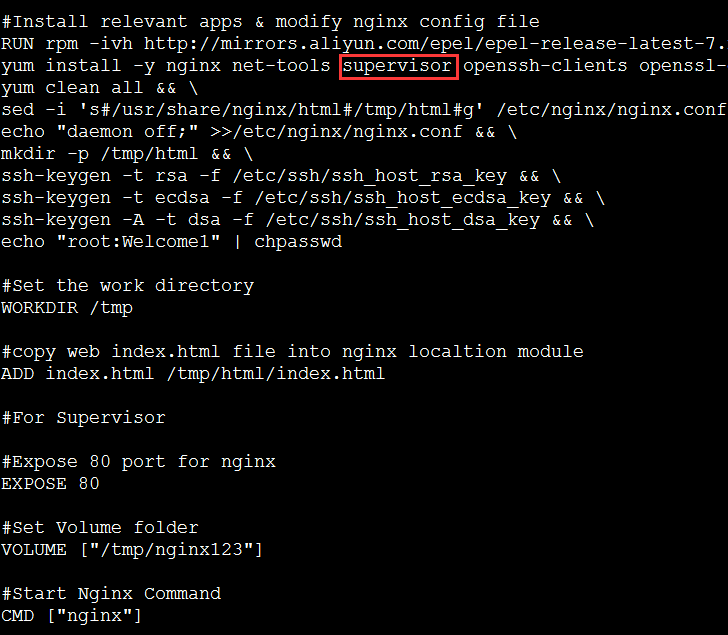 #Install relevant apps & modify nginx config file
RUN rpm -ivh http://mirrors.aliyun.com/epel/epel-release-latest-7.
yum install -y nginx net-tools supervisor openssh-clients openssl-
yum clean all && \
sed -i 's#/usr/share/nginx/html#/tmp/html#g' /etc/nginx/nginx.conf
echo "daemon off;" >>/etc/nginx/nginx.conf && \
mkdir -p /tmp/html && \
ssh-keygen -t rsa -f /etc/ssh/ssh_host_rsa_key && \
ssh-keygen -t ecdsa -f /etc/ssh/ssh_host_ecdsa_key && \
ssh-keygen -A -t dsa -f /etc/ssh/ssh_host_dsa_key && \
echo "root:Welcome1" | chpasswd
#Set the work directory
WORKDIR /tmp
#copy web index.html file into nginx localtion module
ADD index.html /tmp/html/index.html
#For Supervisor
#Expose 80 port for nginx
EXPOSE 80
#Set Volume folder
VOLUME ["/tmp/nginx123"]
#Start Nginx Command
CMD ["nginx"]